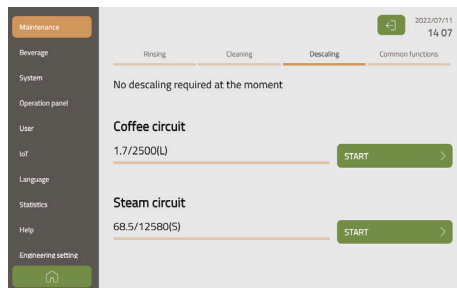 Maintenance
2022/07/11
14 07
Beverage
Rinsing
Cleaning
Descaling
Common functions
System
No descaling required at the moment
Operation panel
User
Coffee circuit
IoT
1.7/2500(L)
START
Language
Statistics
Steam circuit
Help
68.5/12580(S)
START
Engineering setting